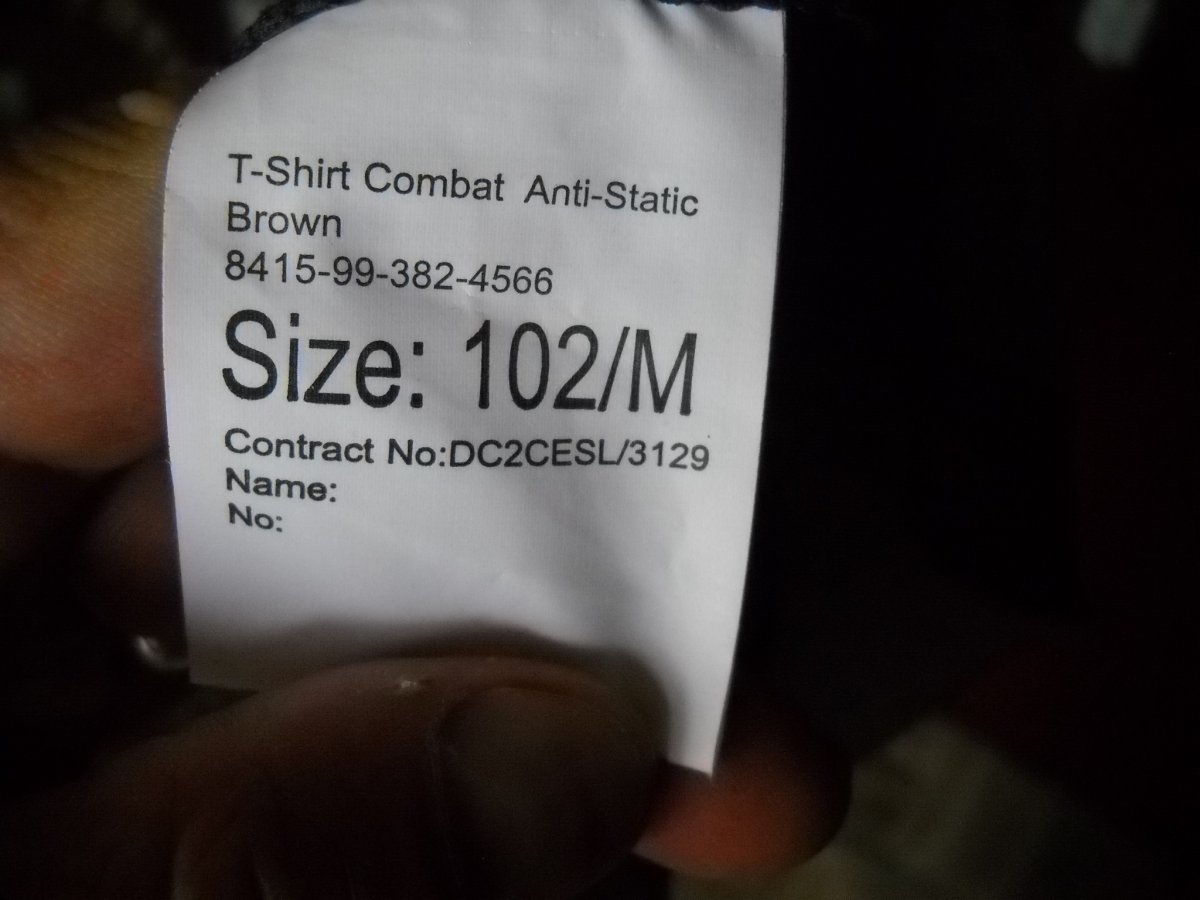 T-Shirt Combat Anti-Static
Brown
8415-99-382-4566
Size: 102/M
Contract No:DC2CESL/3129
Name:
No: